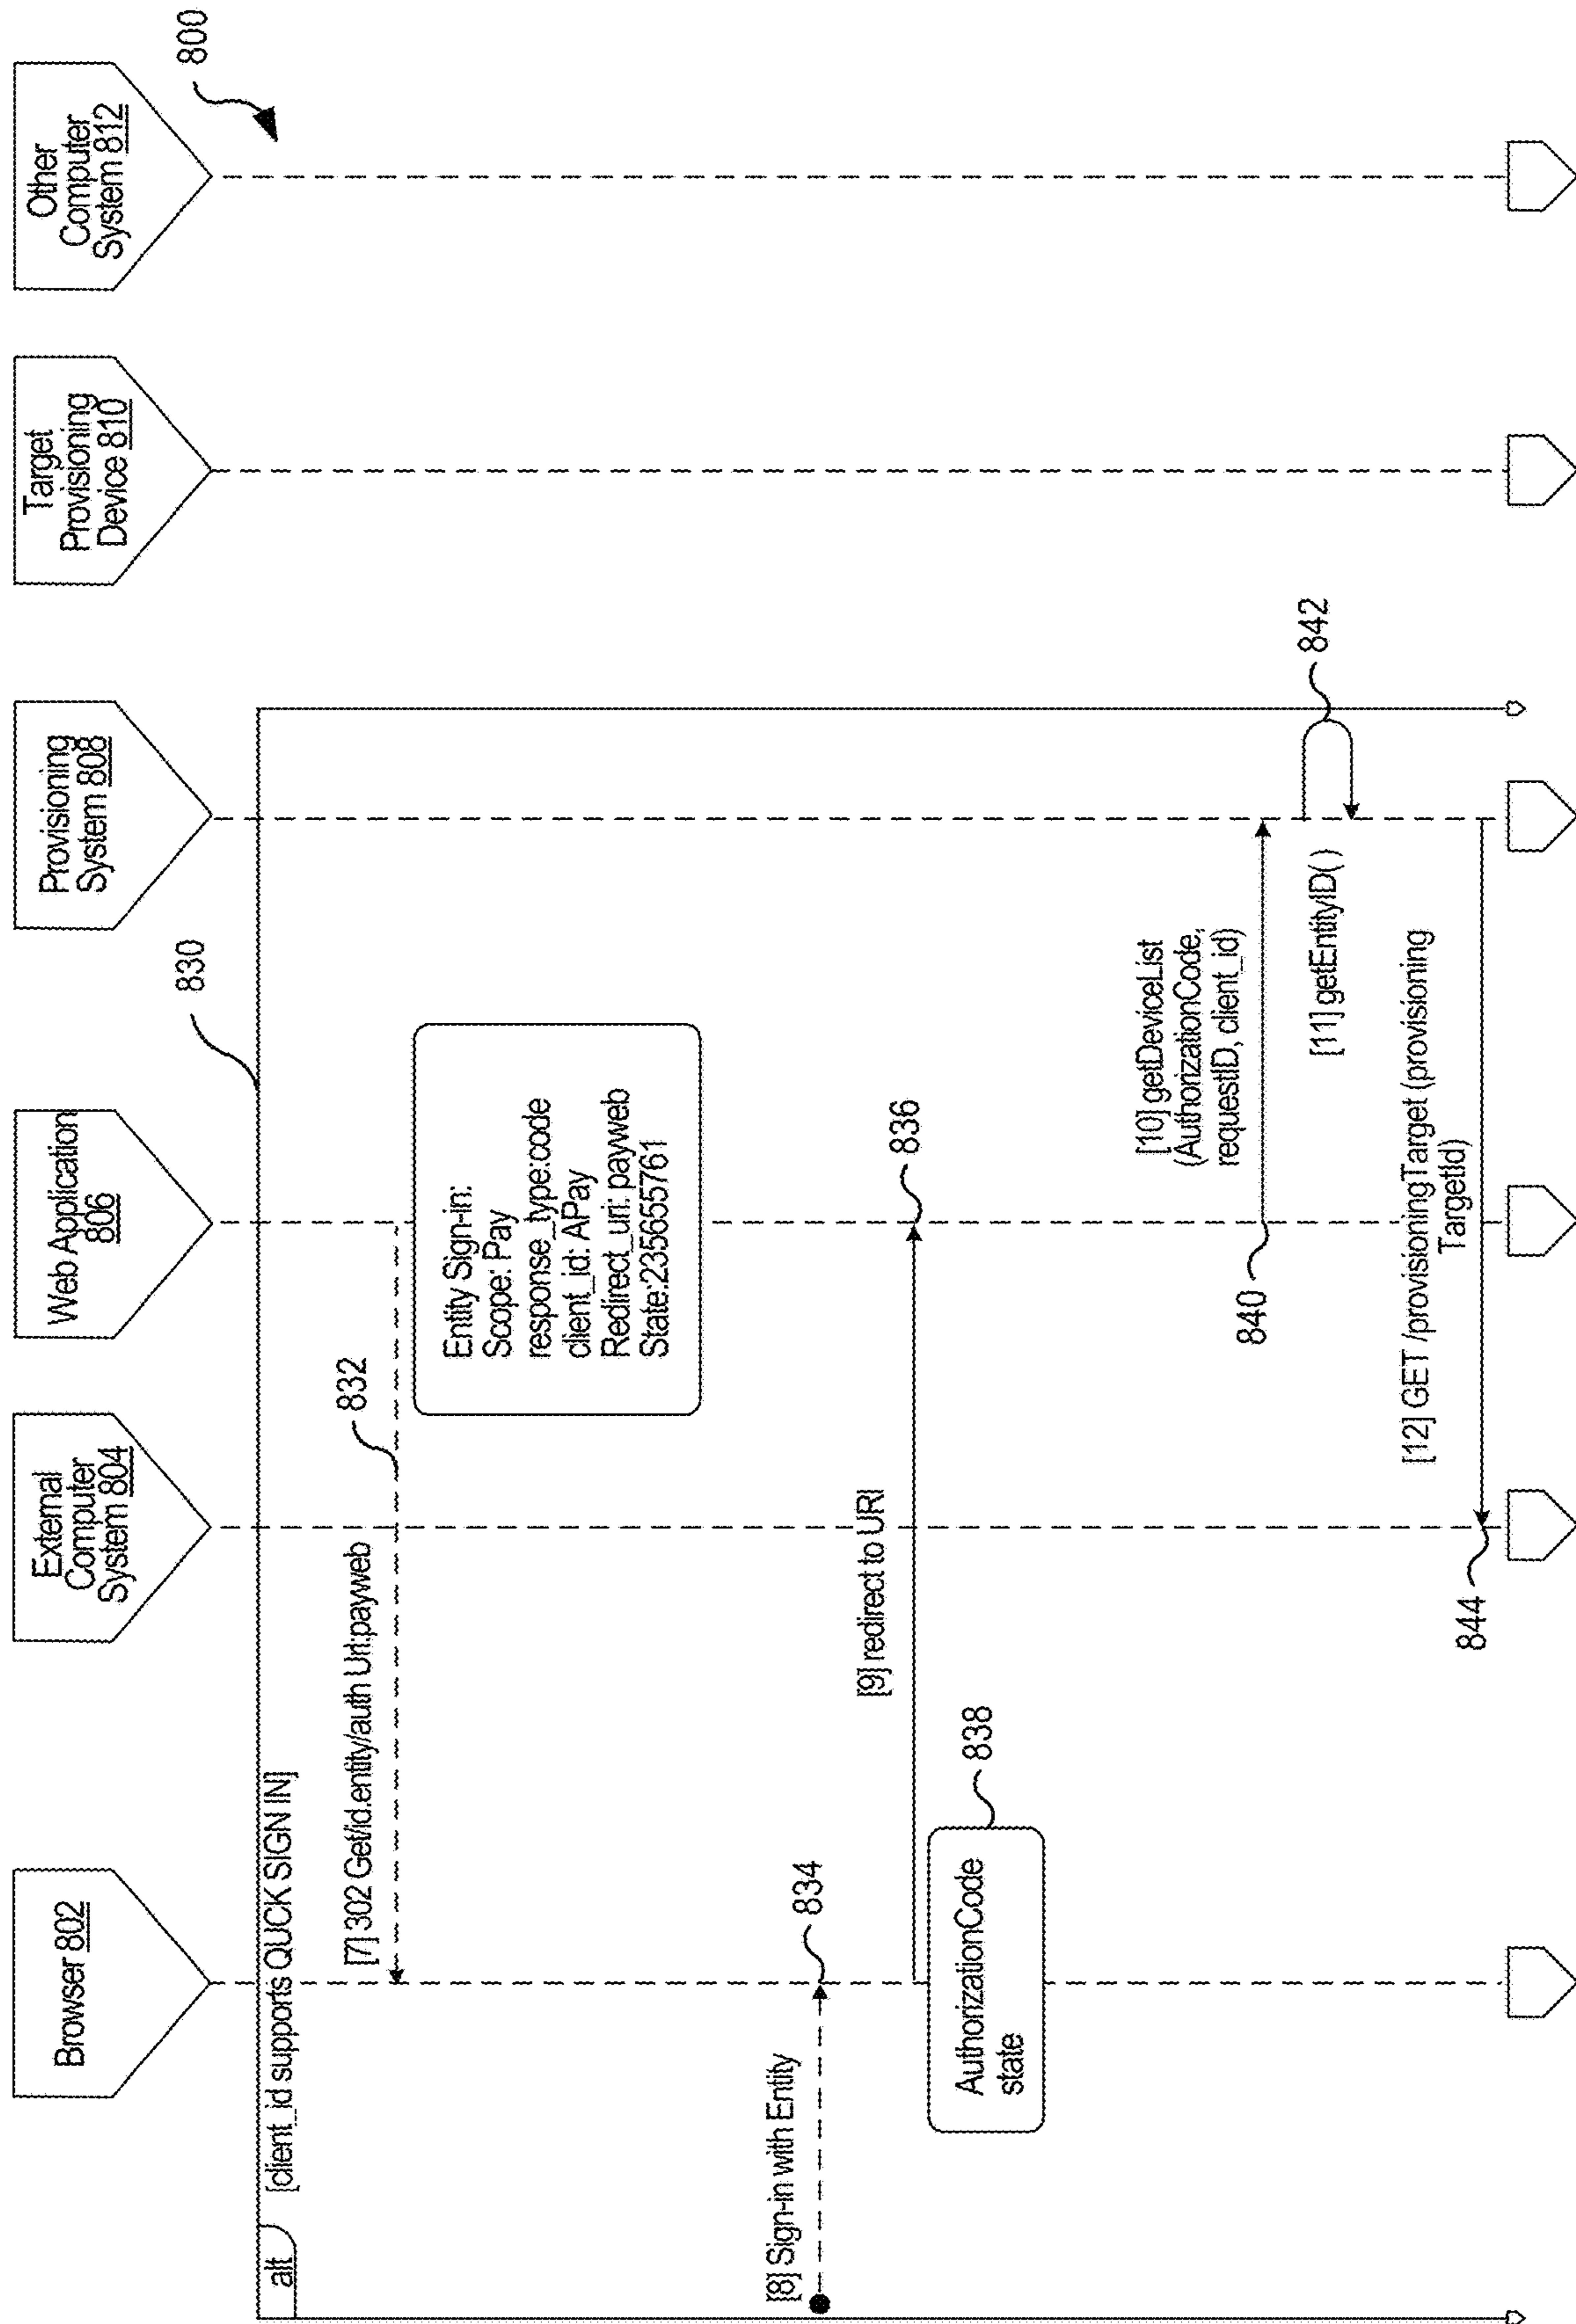 Browser 802
External
Computer
System 804
Web Application
806
Provisioning
System 808
Target
Provisioning
Device 810
Other
Computer
System 812
800
830
alt
[client_id supports QUCK SIGN IN]
[7] 302 Get/id.entity/auth Url:payweb
832
Entity Sign-in:
Scope: Pay
response_type:code
client_id: APay
Redirect_uri: payweb
State:235655761
[8] Sign-in with Entity
834
[9] redirect to URI
836
AuthorizationCode
state
838
[10] getDeviceList
(AuthorizationCode,
requestID, client_id)
840
[11] getEntityID( )
842
[12] GET /provisioningTarget (provisioning
TargetId)
844